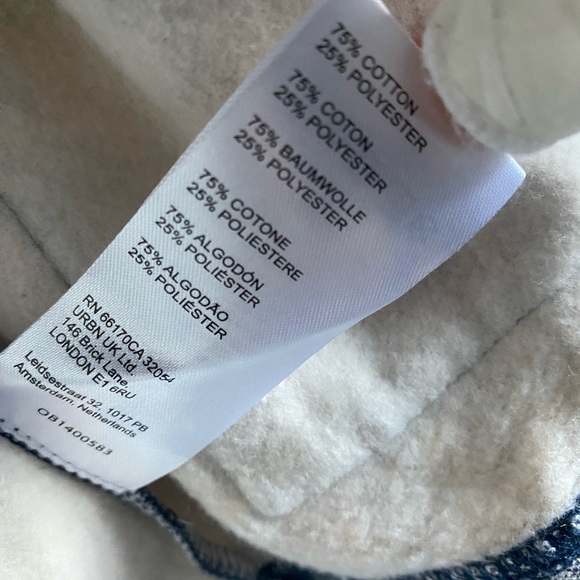 75% COTTON
25% POLYESTER
75% COTON
25% POLYESTER
75% BAUMWOLLE
25% POLYESTER
75% COTONE
25% POLIESTERE
75% ALGODÓN
25% POLIÉSTER
75% ALGODÃO
25% POLIÉSTER
RN 66170CA 32054
URBN UK Ltd.
146 Brick Lane,
LONDON E1 6RU
Leidsestraat 32, 1017 PB
Amsterdam, Netherlands
OB1400583